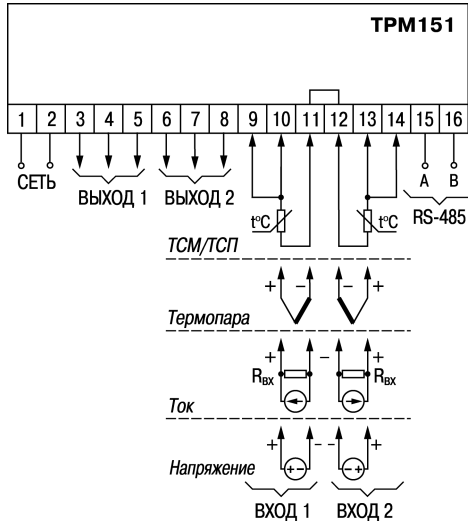 ТРМ151
1 2 3 4 5 6 7 8 9 10 11 12 13 14 15 16
СЕТЬ ВЫХОД 1 ВЫХОД 2 A B
RS-485
t°C t°C
ТСМ/ТСП
+ − − +
Термопара
+ − +
Rвх Rвх
Ток
+ − − +
Напряжение + − − +
ВХОД 1 ВХОД 2